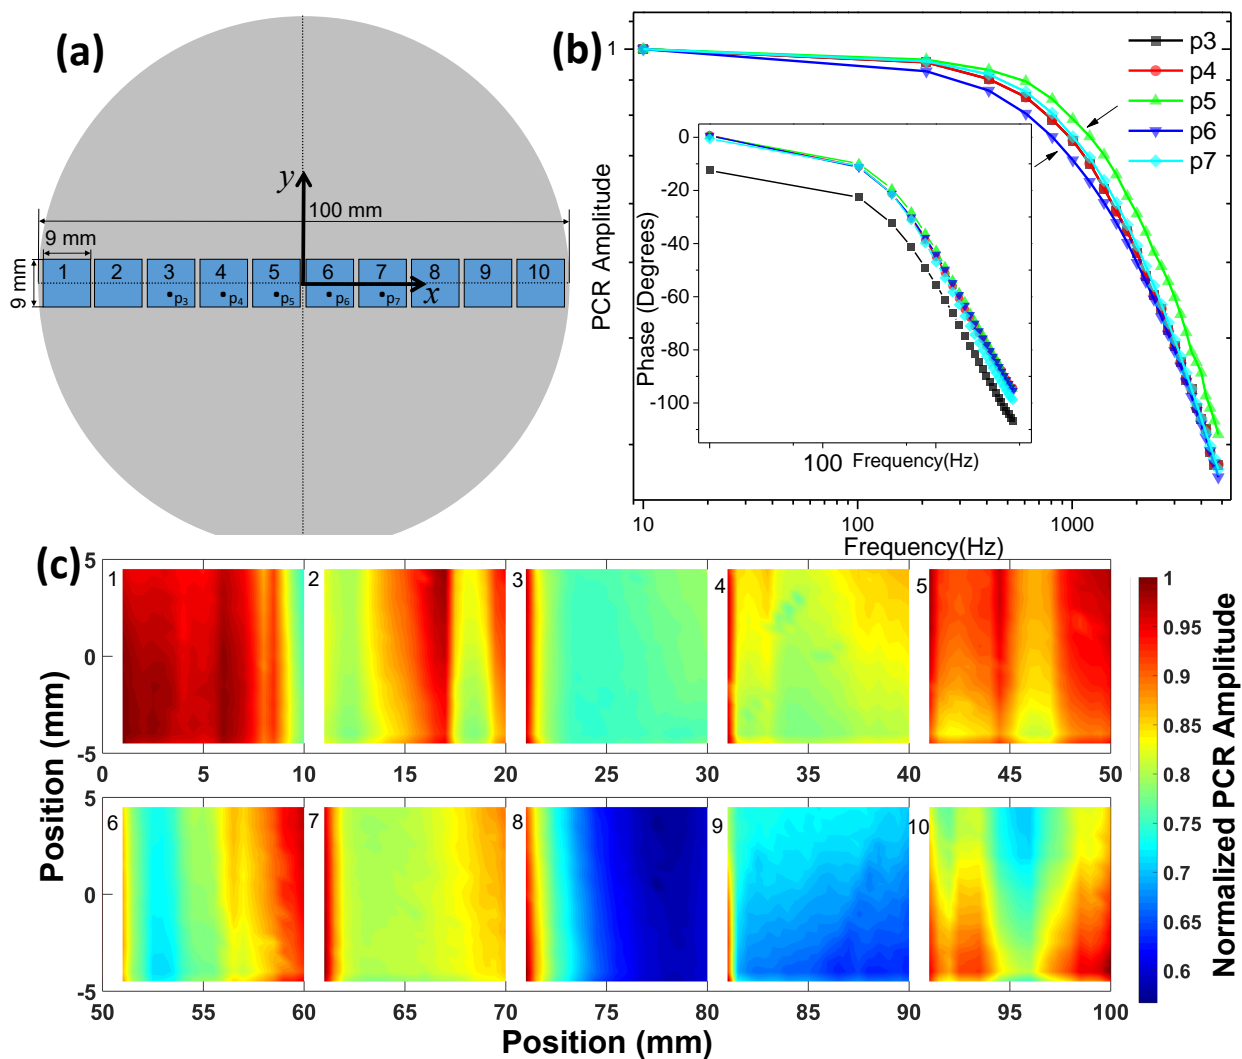 (a)
y
100 mm
9 mm
9 mm
1 2 3 4 5 6 7 8 9 10
x
p3 p4 p5 p6 p7
(b)
1
PCR Amplitude
p3
p4
p5
p6
p7
0
-20
-40
-60
-80
-100
Phase (Degrees)
100
Frequency(Hz)
10 100 1000
Frequency(Hz)
(c)
5
0
-5
1 2 3 4 5
0 5 10 15 20 25 30 35 40 45 50
5
0
-5
6 7 8 9 10
50 55 60 65 70 75 80 85 90 95 100
Position (mm)
Position (mm)
1
0.95
0.9
0.85
0.8
0.75
0.7
0.65
0.6
Normalized PCR Amplitude